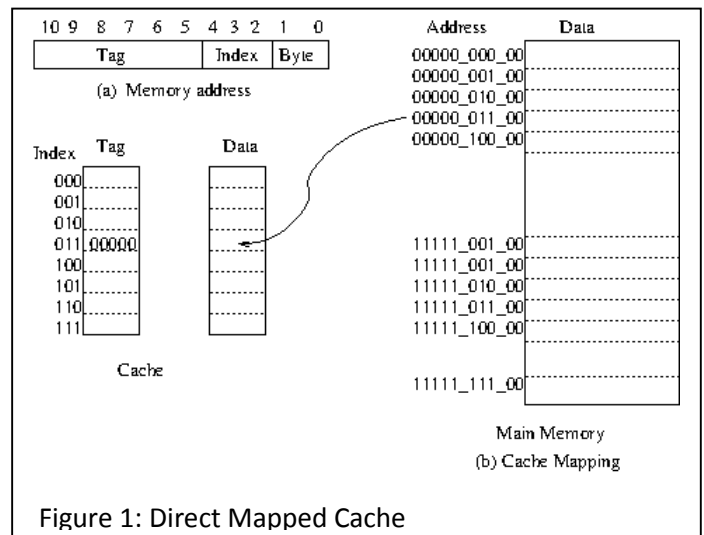 10 9 8 7 6 5 4 3 2 1 0
Tag Index Byte
(a) Memory address
Index Tag Data
000
001
010
011 00000
100
101
110
111
Cache
Address Data
00000_000_00
00000_001_00
00000_010_00
00000_011_00
00000_100_00
11111_001_00
11111_001_00
11111_010_00
11111_011_00
11111_100_00
11111_111_00
Main Memory
(b) Cache Mapping
Figure 1: Direct Mapped Cache